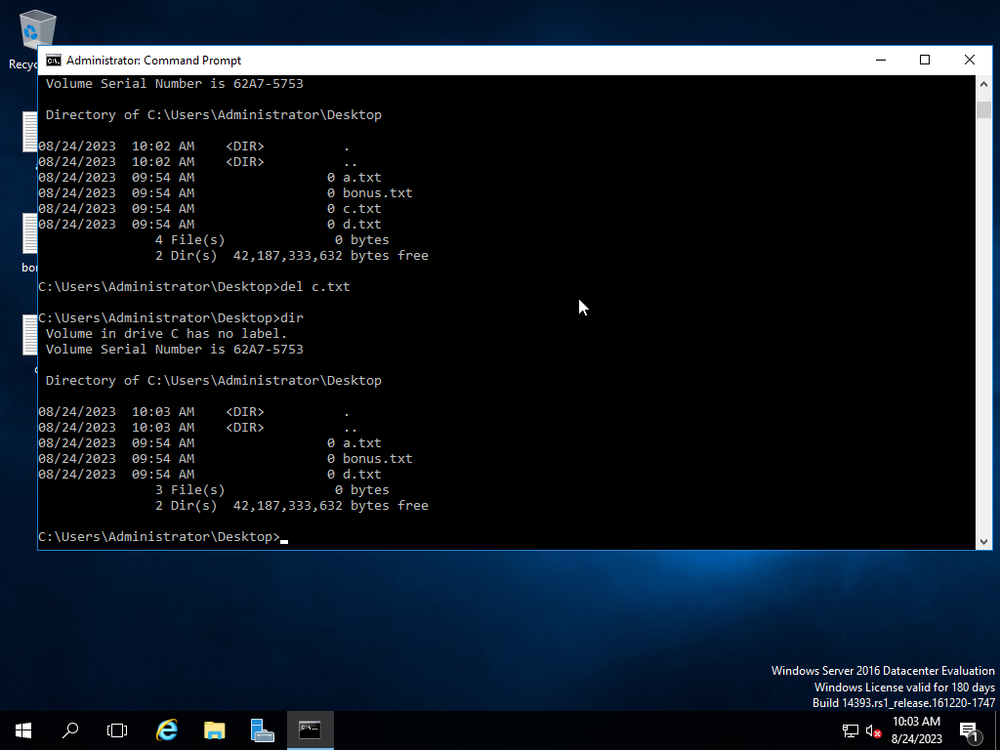 Recyc
Administrator: Command Prompt
Volume Serial Number is 62A7-5753
Directory of C:\Users\Administrator\Desktop
08/24/2023  10:02 AM    <DIR>          .
08/24/2023  10:02 AM    <DIR>          ..
08/24/2023  09:54 AM                 0 a.txt
08/24/2023  09:54 AM                 0 bonus.txt
08/24/2023  09:54 AM                 0 c.txt
08/24/2023  09:54 AM                 0 d.txt
4 File(s)              0 bytes
2 Dir(s)  42,187,333,632 bytes free
bon
C:\Users\Administrator\Desktop>del c.txt
C:\Users\Administrator\Desktop>dir
Volume in drive C has no label.
Volume Serial Number is 62A7-5753
Directory of C:\Users\Administrator\Desktop
08/24/2023  10:03 AM    <DIR>          .
08/24/2023  10:03 AM    <DIR>          ..
08/24/2023  09:54 AM                 0 a.txt
08/24/2023  09:54 AM                 0 bonus.txt
08/24/2023  09:54 AM                 0 d.txt
3 File(s)              0 bytes
2 Dir(s)  42,187,333,632 bytes free
C:\Users\Administrator\Desktop>
Windows Server 2016 Datacenter Evaluation
Windows License valid for 180 days
Build 14393.rs1_release.161220-1747
10:03 AM
8/24/2023
1